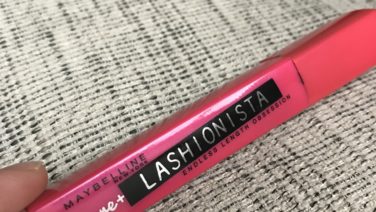 MAYBELLINE
NEW YORK
LASHIONISTA
ENDLESS LENGTH OBSESSION